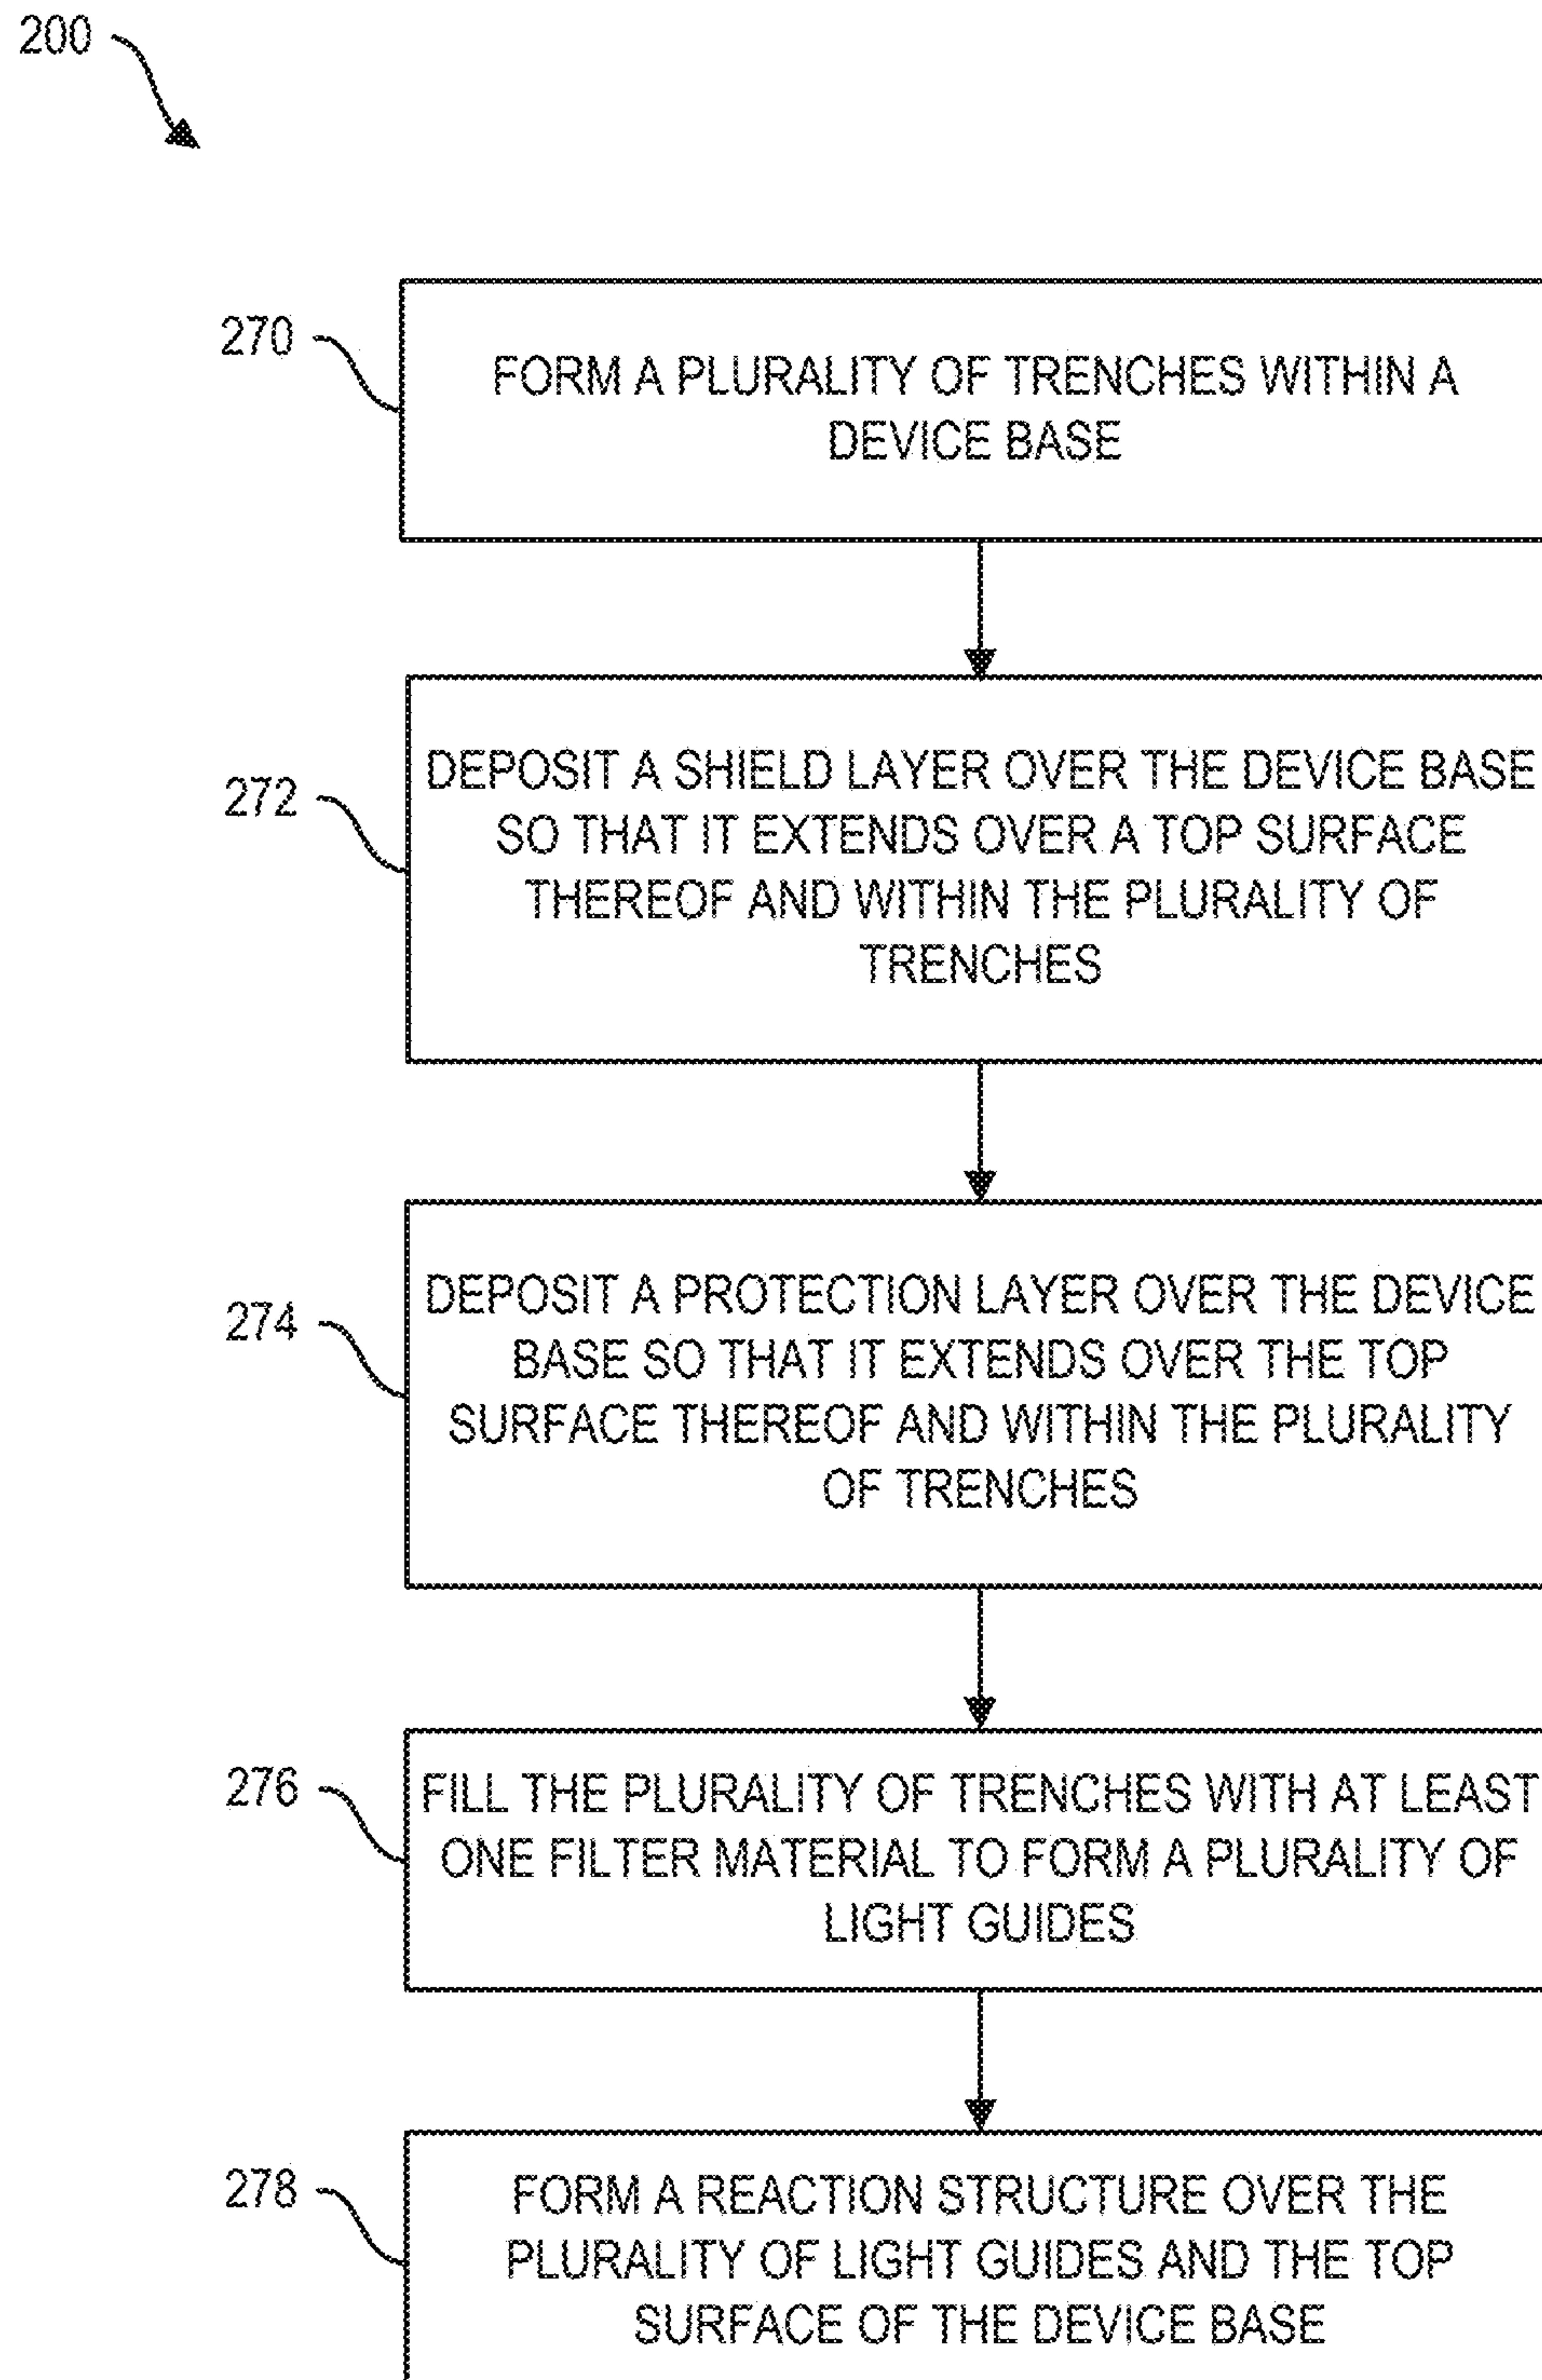 200
270
FORM A PLURALITY OF TRENCHES WITHIN A
DEVICE BASE
272
DEPOSIT A SHIELD LAYER OVER THE DEVICE BASE
SO THAT IT EXTENDS OVER A TOP SURFACE
THEREOF AND WITHIN THE PLURALITY OF
TRENCHES
274
DEPOSIT A PROTECTION LAYER OVER THE DEVICE
BASE SO THAT IT EXTENDS OVER THE TOP
SURFACE THEREOF AND WITHIN THE PLURALITY
OF TRENCHES
276
FILL THE PLURALITY OF TRENCHES WITH AT LEAST
ONE FILTER MATERIAL TO FORM A PLURALITY OF
LIGHT GUIDES
278
FORM A REACTION STRUCTURE OVER THE
PLURALITY OF LIGHT GUIDES AND THE TOP
SURFACE OF THE DEVICE BASE